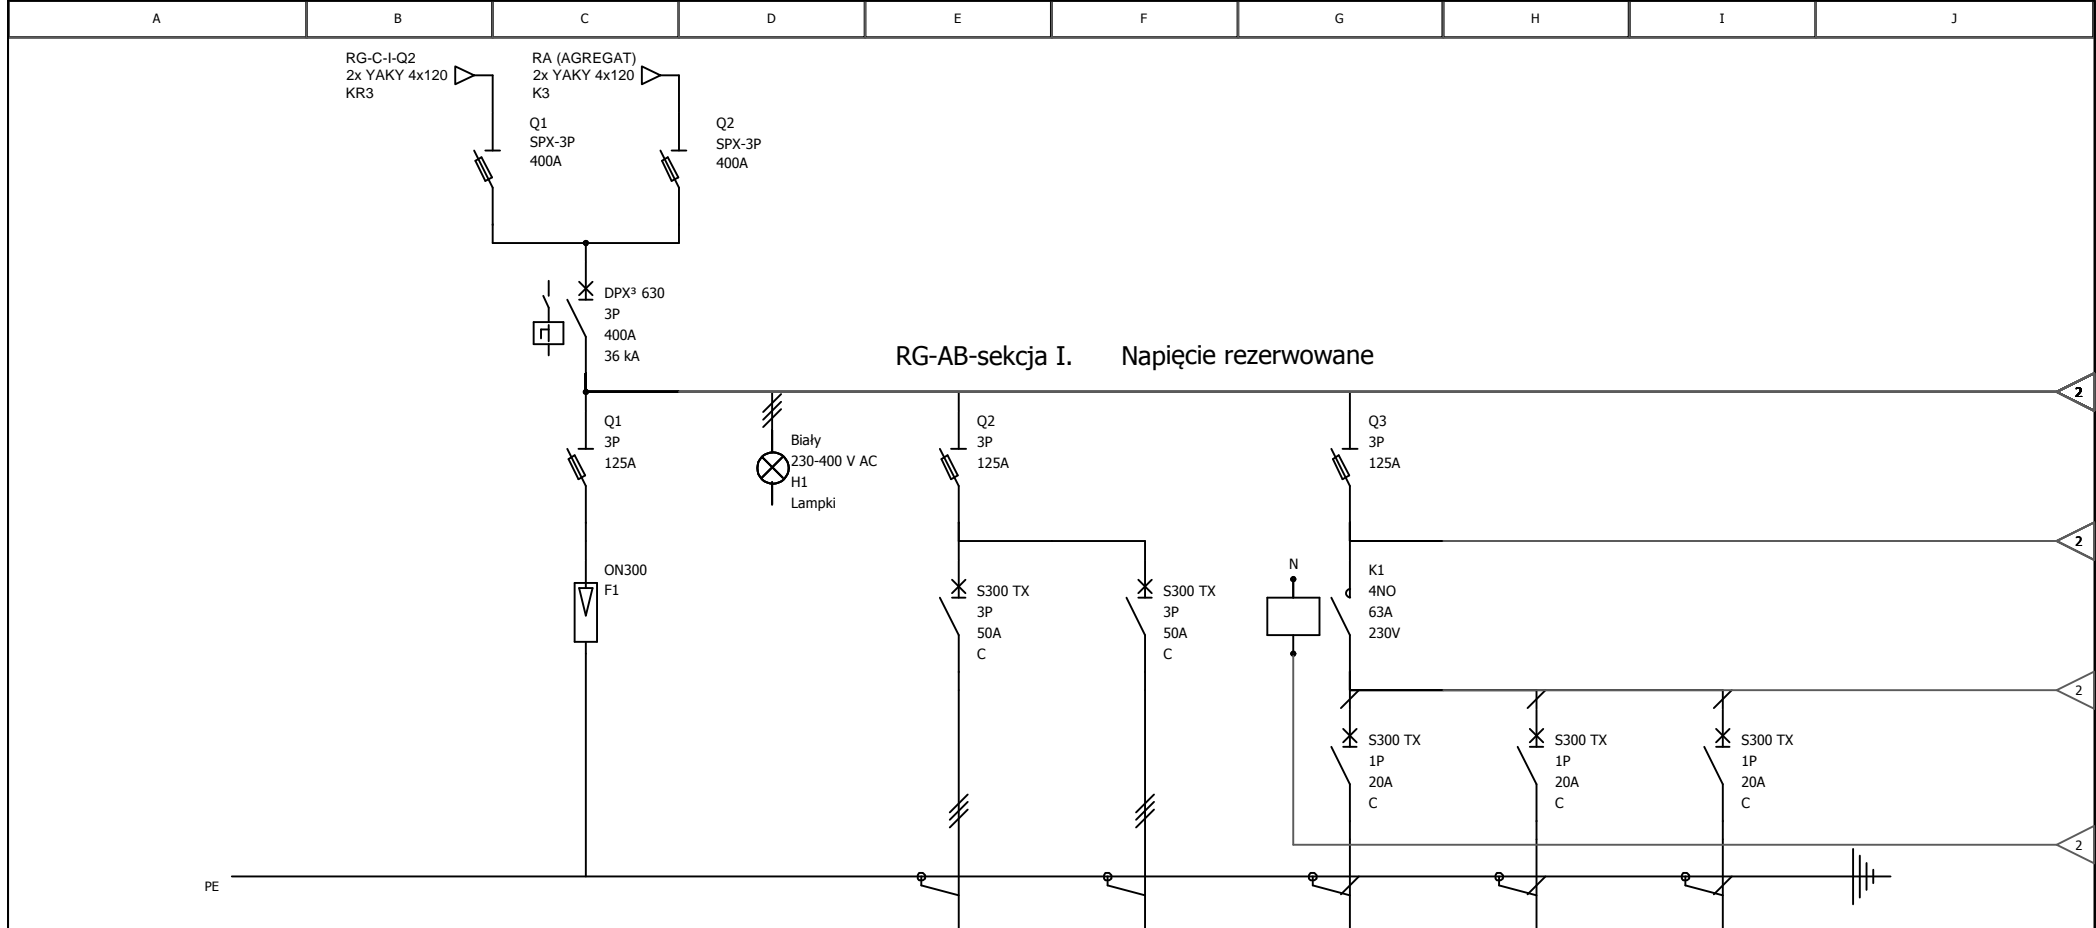 A B C D E F G H I J
RG-C-I-Q2
2x YAKY 4x120
KR3
RA (AGREGAT)
2x YAKY 4x120
K3
Q1
SPX-3P
400A
Q2
SPX-3P
400A
DPX³ 630
3P
400A
36 kA
RG-AB-sekcja I. Napięcie rezerwowane
2
Q1
3P
125A
Biały
230-400 V AC
H1
Lampki
Q2
3P
125A
Q3
3P
125A
2
ON300
F1
S300 TX
3P
50A
C
S300 TX
3P
50A
C
N
K1
4NO
63A
230V
2
S300 TX
1P
20A
C
S300 TX
1P
20A
C
S300 TX
1P
20A
C
2
PE